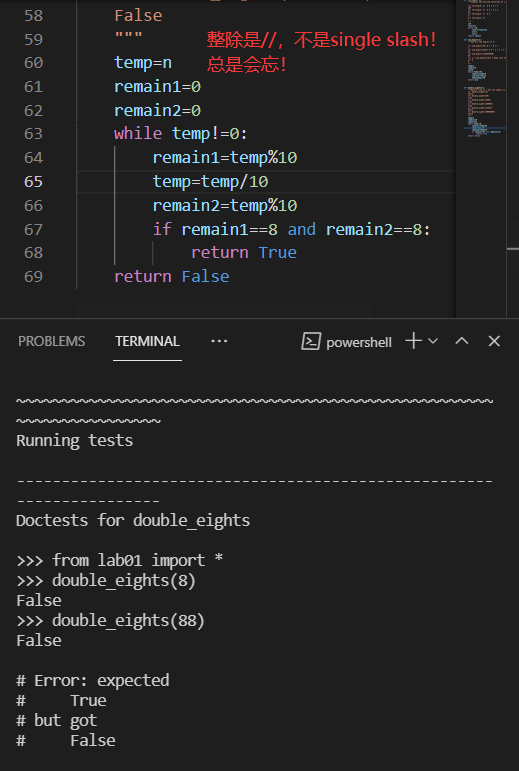 58 False
59 """
整除是//，不是single slash！
60 temp=n
总是会忘！
61 remain1=0
62 remain2=0
63 while temp!=0:
64 remain1=temp%10
65 temp=temp/10
66 remain2=temp%10
67 if remain1==8 and remain2==8:
68 return True
69 return False
PROBLEMS TERMINAL ... powershell
~~~~~~~~~~~~~~~~~~~~~~~~~~~~~~~~~~~~~~~~~~~~~~~~~~~~~
~~~~~~~~~~~~~~~~
Running tests
-----------------------------------------------------
----------------
Doctests for double_eights
>>> from lab01 import *
>>> double_eights(8)
False
>>> double_eights(88)
False
# Error: expected
# True
# but got
# False